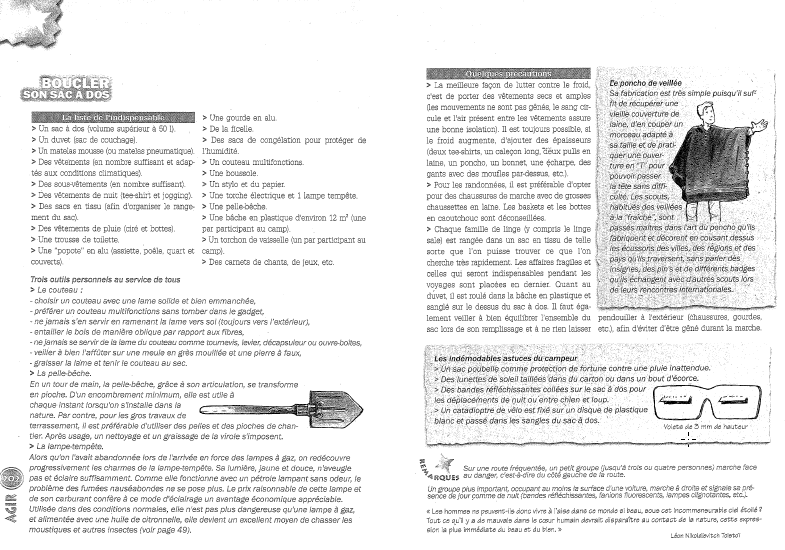 BOUCLER
SON SAC À DOS
La liste de l'indispensable
> Un sac à dos (volume supérieur à 50 l).
> Un duvet (sac de couchage).
> Un matelas mousse (ou matelas pneumatique).
> Des vêtements (en nombre suffisant et adap-
tés aux conditions climatiques).
> Des sous-vêtements (en nombre suffisant).
> Des vêtements de nuit (tee-shirt et jogging).
> Des sacs en tissu (afin d'organiser le range-
ment du sac).
> Des vêtements de pluie (ciré et bottes).
> Une trousse de toilette.
> Une "popote" en alu (assiette, poêle, quart et
couverts).
> Une gourde en alu.
> De la ficelle.
> Des sacs de congélation pour protéger de
l'humidité.
> Un couteau multifonctions.
> Une boussole.
> Un stylo et du papier.
> Une torche électrique et 1 lampe tempête.
> Une pelle-bêche.
> Une bâche en plastique d'environ 12 m² (une
par participant au camp).
> Un torchon de vaisselle (un par participant au
camp).
> Des carnets de chants, de jeux, etc.
Trois outils personnels au service de tous
> Le couteau :
- choisir un couteau avec une lame solide et bien emmanchée,
- préférer un couteau multifonctions sans tomber dans le gadget,
- ne jamais s'en servir en ramenant la lame vers soi (toujours vers l'extérieur),
- entailler le bois de manière oblique par rapport aux fibres,
- ne jamais se servir de la lame du couteau comme tournevis, levier, décapsuleur ou ouvre-boîtes,
- veiller à bien l'affûter sur une meule en grès mouillée et une pierre à faux,
- graisser la lame et tenir le couteau au sec.
> La pelle-bêche.
En un tour de main, la pelle-bêche, grâce à son articulation, se transforme
en pioche. D'un encombrement minimum, elle est utile à
chaque instant lorsqu'on s'installe dans la
nature. Par contre, pour les gros travaux de
terrassement, il est préférable d'utiliser des pelles et des pioches de chan-
tier. Après usage, un nettoyage et un graissage de la virole s'imposent.
> La lampe-tempête.
Alors qu'on l'avait abandonnée lors de l'arrivée en force des lampes à gaz, on redécouvre
progressivement les charmes de la lampe-tempête. Sa lumière, jaune et douce, n'aveugle
pas et éclaire suffisamment. Comme elle fonctionne avec un pétrole lampant sans odeur, le
problème des fumées nauséabondes ne se pose plus. Le prix raisonnable de cette lampe et
de son carburant confère à ce mode d'éclairage un avantage économique appréciable.
Utilisée dans des conditions normales, elle n'est pas plus dangereuse qu'une lampe à gaz,
et alimentée avec une huile de citronnelle, elle devient un excellent moyen de chasser les
moustiques et autres insectes (voir page 49).
AGIR
Quelques précautions
> La meilleure façon de lutter contre le froid,
c'est de porter des vêtements secs et amples
(les mouvements ne sont pas gênés, le sang cir-
cule et l'air présent entre les vêtements assure
une bonne isolation). Il est toujours possible, si
le froid augmente, d'ajouter des épaisseurs
(deux tee-shirts, un caleçon long, deux pulls en
laine, un poncho, un bonnet, une écharpe, des
gants avec des moufles par-dessus, etc.).
> Pour les randonnées, il est préférable d'opter
pour des chaussures de marche avec de grosses
chaussettes en laine. Les baskets et les bottes
en caoutchouc sont déconseillées.
> Chaque famille de linge (y compris le linge
sale) est rangée dans un sac en tissu de telle
sorte que l'on puisse trouver ce que l'on
cherche très rapidement. Les affaires fragiles et
celles qui seront indispensables pendant les
voyages sont placées en dernier. Quant au
duvet, il est roulé dans la bâche en plastique et
sanglé sur le dessus du sac à dos. Il faut éga-
lement veiller à bien équilibrer l'ensemble du
sac lors de son remplissage et à ne rien laisser
pendouiller à l'extérieur (chaussures, gourdes,
etc.), afin d'éviter d'être gêné durant la marche.
Le poncho de veillée
Sa fabrication est très simple puisqu'il suf-
fit de récupérer une
vieille couverture de
laine, d'en couper un
morceau adapté à
sa taille et de prati-
quer une ouver-
ture en "T" pour
pouvoir passer
la tête sans diffi-
culté. Les scouts,
habitués des veillées
à la "fraîche", sont
passés maîtres dans l'art du poncho qu'ils
fabriquent et décorent en cousant dessus
les écussons des villes, des régions et des
pays qu'ils traversent, sans parler des
insignes, des pin's et de différents badges
qu'ils échangent avec d'autres scouts lors
de leurs rencontres internationales.
Les indémodables astuces du campeur
> Un sac poubelle comme protection de fortune contre une pluie inattendue.
> Des lunettes de soleil taillées dans du carton ou dans un bout d'écorce.
> Des bandes réfléchissantes collées sur le sac à dos pour
les déplacements de nuit ou entre chien et loup.
> Un catadioptre de vélo est fixé sur un disque de plastique
blanc et passé dans les sangles du sac à dos.
Volets de 3 mm de hauteur
REMARQUES
Sur une route fréquentée, un petit groupe (jusqu'à trois ou quatre personnes) marche face
au danger, c'est-à-dire du côté gauche de la route.
Un groupe plus important, occupant au moins la surface d'une voiture, marche à droite et signale sa pré-
sence de jour comme de nuit (bandes réfléchissantes, fanions fluorescents, lampes clignotantes, etc.).
« Les hommes ne peuvent-ils donc vivre à l'aise dans ce monde si beau, sous cet incommensurable ciel étoilé ?
Tout ce qu'il y a de mauvais dans le cœur humain devrait disparaître au contact de la nature, cette expres-
sion la plus immédiate du beau et du bien. »
Léon Nikolaïevitch Tolstoï